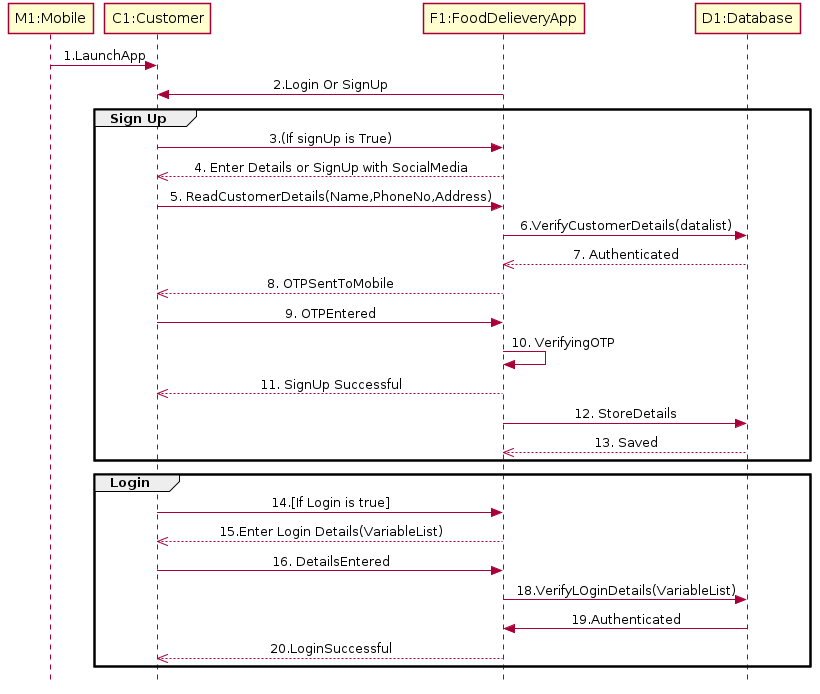 M1:Mobile
C1:Customer
F1:FoodDelieveryApp
D1:Database
1.LaunchApp
2.Login Or SignUp
Sign Up
3.(If signUp is True)
4. Enter Details or SignUp with SocialMedia
5. ReadCustomerDetails(Name,PhoneNo,Address)
6.VerifyCustomerDetails(datalist)
7. Authenticated
8. OTPSentToMobile
9. OTPEntered
10. VerifyingOTP
11. SignUp Successful
12. StoreDetails
13. Saved
Login
14.[If Login is true]
15.Enter Login Details(VariableList)
16. DetailsEntered
18.VerifyLOginDetails(VariableList)
19.Authenticated
20.LoginSuccessful